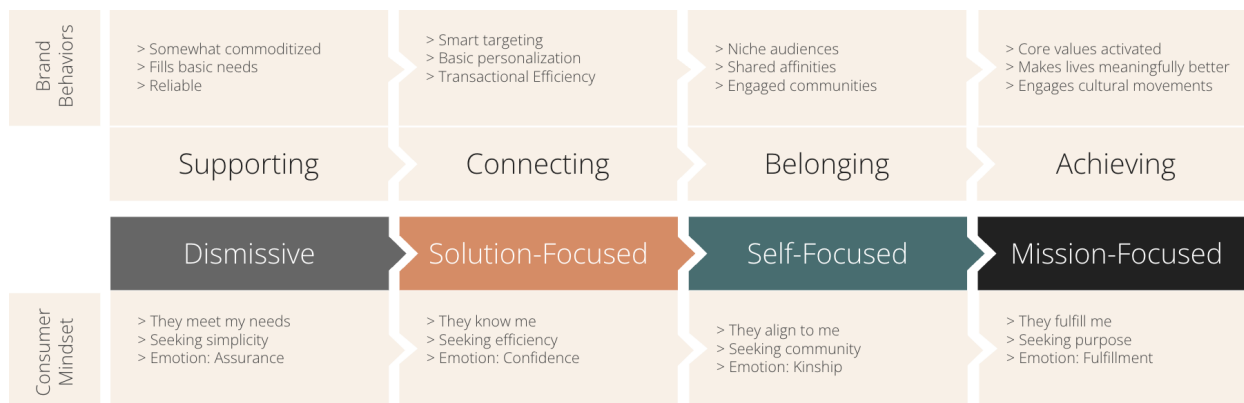 Brand
Behaviors
> Somewhat commoditized
> Fills basic needs
> Reliable
> Smart targeting
> Basic personalization
> Transactional Efficiency
> Niche audiences
> Shared affinities
> Engaged communities
> Core values activated
> Makes lives meaningfully better
> Engages cultural movements
Supporting
Connecting
Belonging
Achieving
Dismissive
Solution-Focused
Self-Focused
Mission-Focused
Consumer
Mindset
> They meet my needs
> Seeking simplicity
> Emotion: Assurance
> They know me
> Seeking efficiency
> Emotion: Confidence
> They align to me
> Seeking community
> Emotion: Kinship
> They fulfill me
> Seeking purpose
> Emotion: Fulfillment